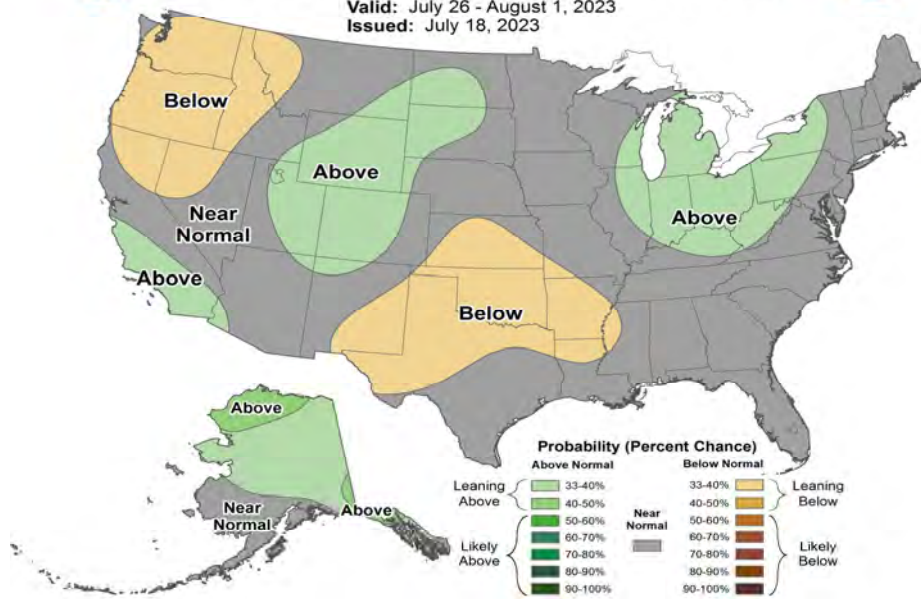 Valid: July 26 - August 1, 2023
Issued: July 18, 2023
Below
Above
Near
Normal
Above
Above
Below
Above
Near
Normal
Above
Probability (Percent Chance)
Above Normal
Below Normal
Leaning
Above
33-40%
40-50%
Likely
Above
50-60%
60-70%
70-80%
80-90%
90-100%
Near
Normal
33-40%
40-50%
Leaning
Below
50-60%
60-70%
70-80%
80-90%
90-100%
Likely
Below